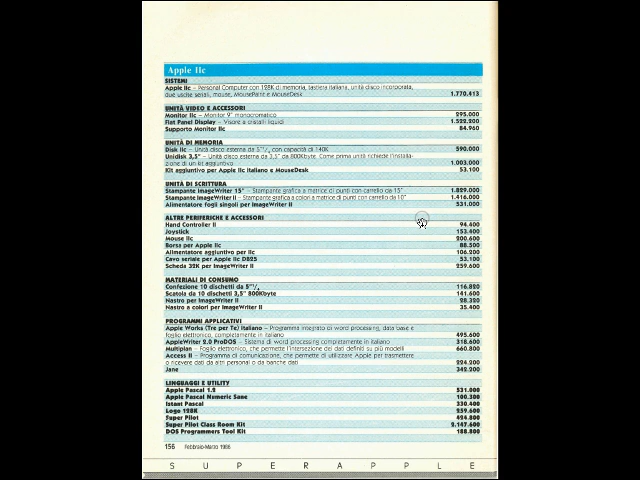 Apple IIc
SISTEMI
Apple IIc - Personal Computer con 128K di memoria, tastiera italiana, unità disco incorporata,
due uscite seriali, mouse, MousePaint e MouseDesk 1.770.413
UNITÀ VIDEO E ACCESSORI
Monitor IIc - Monitor 9" monocromatico 295.000
Flat Panel Display - Visore a cristalli liquidi 1.522.200
Supporto Monitor IIc 84.960
UNITÀ DI MEMORIA
Disk IIc - Unità disco esterna da 5"1/4 con capacità di 140K 590.000
Unidisk 3,5" - Unità disco esterna da 3,5" da 800Kbyte. Come prima unità richiede l'installa-
zione di un kit aggiuntivo 1.003.000
Kit aggiuntivo per Apple IIc italiano e MouseDesk 53.100
UNITÀ DI SCRITTURA
Stampante ImageWriter 15" - Stampante grafica a matrice di punti con carrello da 15" 1.829.000
Stampante ImageWriter II - Stampante grafica a colori a matrice di punti con carrello da 10" 1.416.000
Alimentatore fogli singoli per ImageWriter II 531.000
ALTRE PERIFERICHE E ACCESSORI
Hand Controller II 94.400
Joystick 153.400
Mouse IIc 200.600
Borsa per Apple IIc 88.500
Alimentatore aggiuntivo per IIc 106.200
Cavo seriale per Apple IIc DB25 53.100
Scheda 32K per ImageWriter II 259.600
MATERIALI DI CONSUMO
Confezione 10 dischetti da 5"1/4 116.820
Scatola da 10 dischetti 3,5" 800Kbyte 141.600
Nastro per ImageWriter II 28.320
Nastro a colori per ImageWriter II 35.400
PROGRAMMI APPLICATIVI
Apple Works (Tre per Te) italiano - Programma integrato di word processing, data base e
foglio elettronico, completamente in italiano 495.600
AppleWriter 2.0 ProDOS - Sistema di word processing completamente in italiano 318.600
Multiplan - Foglio elettronico, che permette l'intersezione dei dati definiti su più modelli 660.800
Access II - Programma di comunicazione, che permette di utilizzare Apple per trasmettere
o ricevere dati da altri personal o da banche dati 224.200
Jane 342.200
LINGUAGGI E UTILITY
Apple Pascal 1.2 531.000
Apple Pascal Numeric Sane 100.300
Istant Pascal 330.400
Logo 128K 259.600
Super Pilot 424.800
Super Pilot Class Room Kit 2.147.600
DOS Programmers Tool Kit 188.800
156 Febbraio-Marzo 1986
SUPERAPPLE